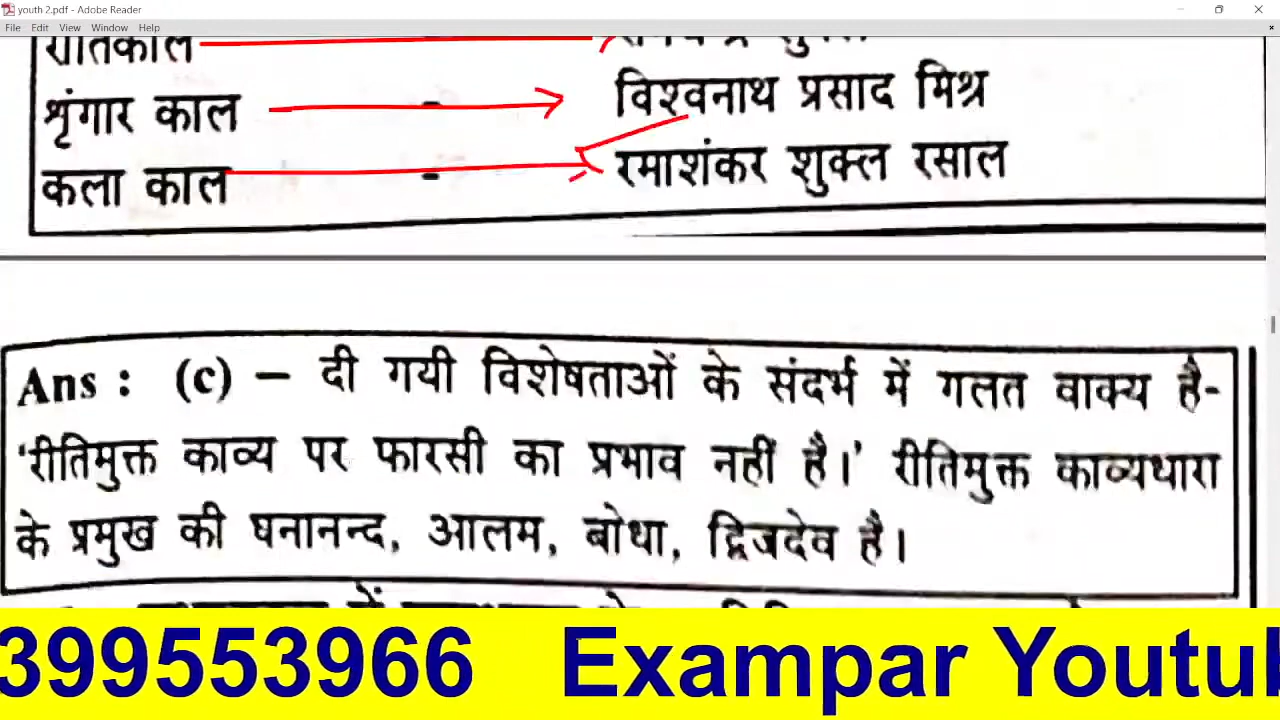 youth 2.pdf - Adobe Reader
File Edit View Window Help
रीतिकाल
शृंगार काल - विश्वनाथ प्रसाद मिश्र
कला काल - रमाशंकर शुक्ल रसाल
Ans : (c) – दी गयी विशेषताओं के संदर्भ में गलत वाक्य है-
'रीतिमुक्त काव्य पर फारसी का प्रभाव नहीं है।' रीतिमुक्त काव्यधारा
के प्रमुख की घनानन्द, आलम, बोधा, द्विजदेव है।
399553966 Exampar Youtub